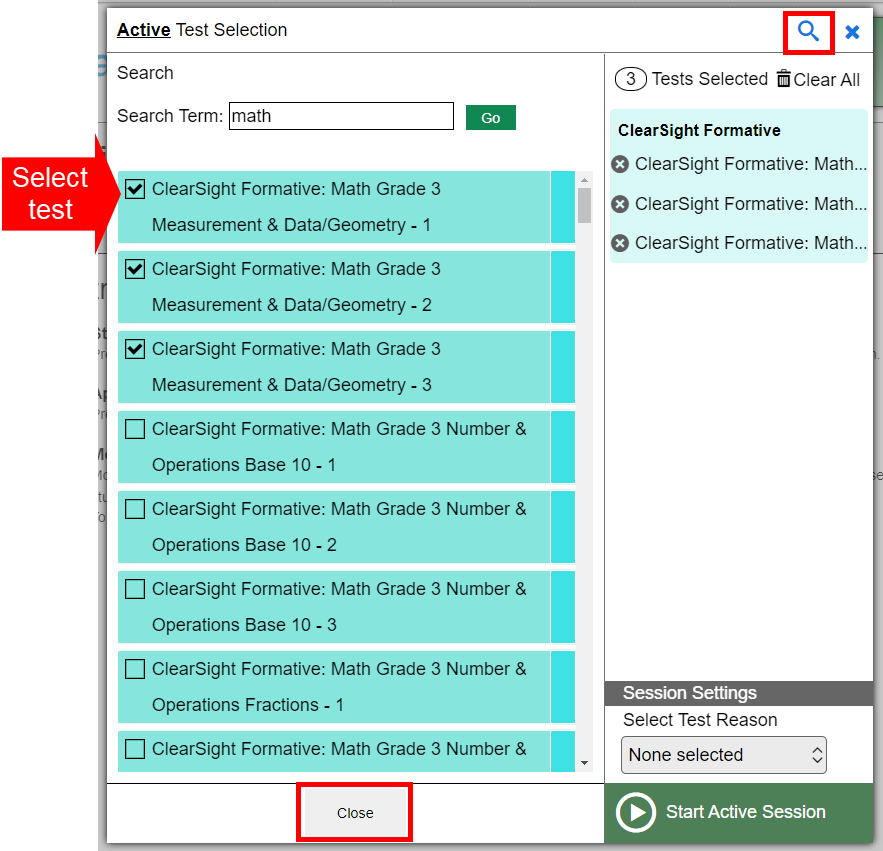 Active Test Selection
Search
Search Term: math
Go
Select
test
ClearSight Formative: Math Grade 3
Measurement & Data/Geometry - 1
ClearSight Formative: Math Grade 3
Measurement & Data/Geometry - 2
ClearSight Formative: Math Grade 3
Measurement & Data/Geometry - 3
ClearSight Formative: Math Grade 3 Number &
Operations Base 10 - 1
ClearSight Formative: Math Grade 3 Number &
Operations Base 10 - 2
ClearSight Formative: Math Grade 3 Number &
Operations Base 10 - 3
ClearSight Formative: Math Grade 3 Number &
Operations Fractions - 1
ClearSight Formative: Math Grade 3 Number &
Close
3 Tests Selected Clear All
ClearSight Formative
ClearSight Formative: Math...
ClearSight Formative: Math...
ClearSight Formative: Math...
Session Settings
Select Test Reason
None selected
Start Active Session